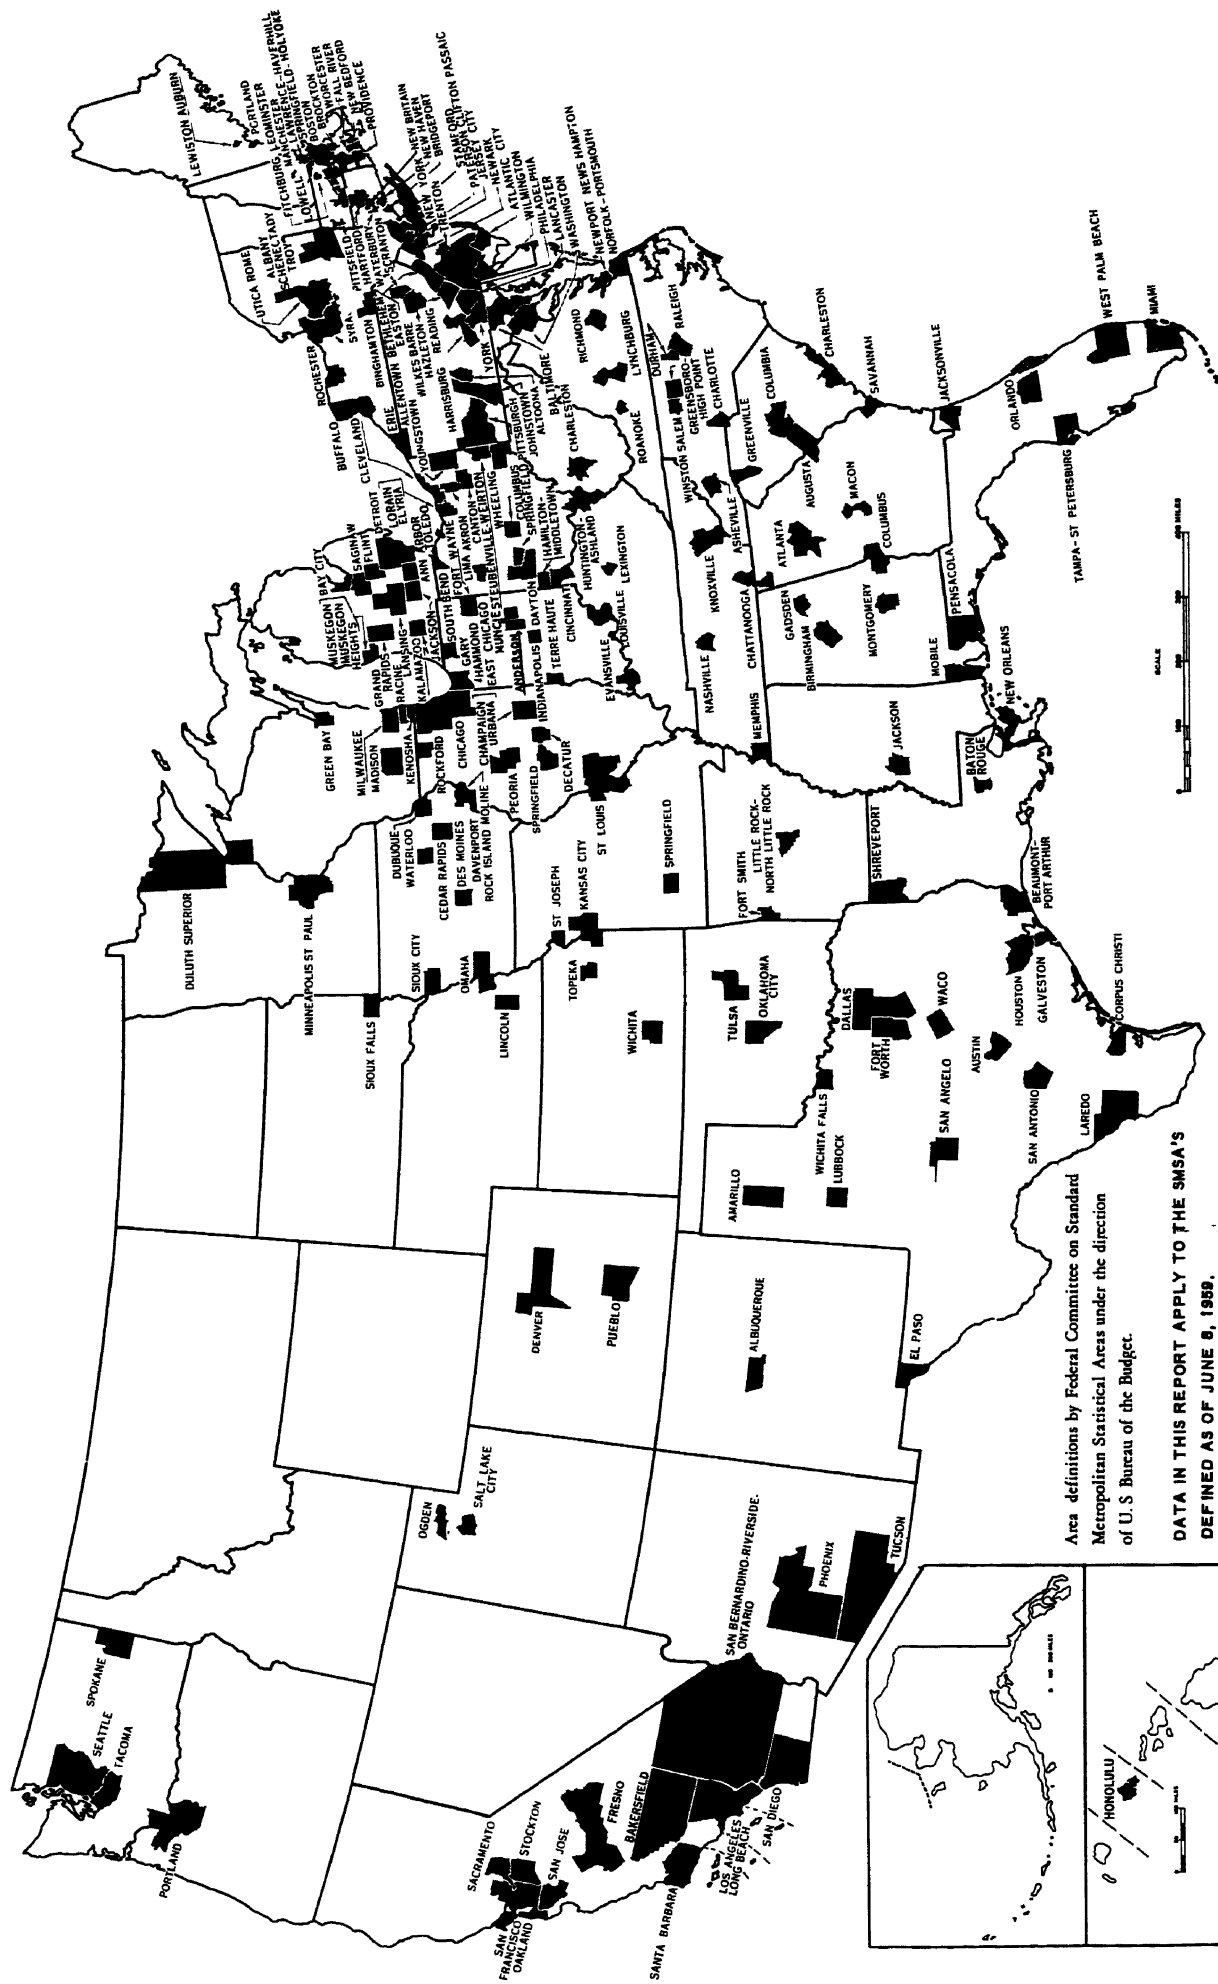 SEATTLE
TACOMA
SPOKANE
PORTLAND
SACRAMENTO
STOCKTON
SAN JOSE
SAN
FRANCISCO
OAKLAND
FRESNO
BAKERSFIELD
SANTA BARBARA
LOS ANGELES
LONG BEACH
SAN DIEGO
SAN BERNARDINO-RIVERSIDE-
ONTARIO
PHOENIX
TUCSON
OGDEN
SALT LAKE
CITY
DENVER
PUEBLO
ALBUQUERQUE
EL PASO
AMARILLO
LUBBOCK
WICHITA FALLS
SAN ANGELO
FORT
WORTH
DALLAS
WACO
AUSTIN
SAN ANTONIO
LAREDO
HOUSTON
GALVESTON
CORPUS CHRISTI
BEAUMONT-
PORT ARTHUR
TULSA
OKLAHOMA
CITY
WICHITA
TOPEKA
ST JOSEPH
KANSAS CITY
LINCOLN
OMAHA
SIOUX CITY
SIOUX FALLS
MINNEAPOLIS ST PAUL
DULUTH SUPERIOR
DUBUQUE
WATERLOO
CEDAR RAPIDS
DES MOINES
DAVENPORT
ROCK ISLAND MOLINE
ST LOUIS
SPRINGFIELD
FORT SMITH
LITTLE ROCK-
NORTH LITTLE ROCK
SHREVEPORT
BATON
ROUGE
NEW ORLEANS
JACKSON
MEMPHIS
GREEN BAY
MILWAUKEE
MADISON
KENOSHA
RACINE
ROCKFORD
CHICAGO
CHAMPAIGN
URBANA
PEORIA
SPRINGFIELD
DECATUR
MUSKEGON
MUSKEGON
HEIGHTS
GRAND
RAPIDS
LANSING
KALAMAZOO
JACKSON
BAY CITY
SAGINAW
FLINT
DETROIT
ANN ARBOR
TOLEDO
LORAIN
ELYRIA
CLEVELAND
SOUTH BEND
FORT WAYNE
GARY
HAMMOND
EAST CHICAGO
LIMA
AKRON
CANTON
MUNCIE
STEUBENVILLE-WEIRTON
WHEELING
ANDERSON
INDIANAPOLIS
DAYTON
TERRE HAUTE
CINCINNATI
COLUMBUS
SPRINGFIELD
HAMILTON-
MIDDLETOWN
EVANSVILLE
LOUISVILLE
LEXINGTON
HUNTINGTON-
ASHLAND
CHARLESTON
NASHVILLE
KNOXVILLE
CHATTANOOGA
BIRMINGHAM
GADSDEN
MONTGOMERY
MOBILE
PENSACOLA
ATLANTA
MACON
COLUMBUS
AUGUSTA
SAVANNAH
ASHEVILLE
GREENVILLE
COLUMBIA
CHARLESTON
CHARLOTTE
WINSTON SALEM
GREENSBORO-
HIGH POINT
DURHAM
RALEIGH
ROANOKE
LYNCHBURG
RICHMOND
NEWPORT NEWS HAMPTON
NORFOLK-PORTSMOUTH
JACKSONVILLE
ORLANDO
TAMPA-ST PETERSBURG
WEST PALM BEACH
MIAMI
BUFFALO
ROCHESTER
SYRA-
UTICA ROME
ALBANY
SCHENECTADY
TROY
BINGHAMTON
ERIE
YOUNGSTOWN
PITTSBURGH
JOHNSTOWN
ALTOONA
HARRISBURG
YORK
READING
LANCASTER
HAZLETON
WILKES BARRE
ALLENTOWN BETHLEHEM
EASTON
SCRANTON
BALTIMORE
WASHINGTON
PHILADELPHIA
WILMINGTON
ATLANTIC CITY
NEWARK
JERSEY CITY
PATERSON CLIFTON PASSAIC
TRENTON
NEW YORK
STAMFORD
BRIDGEPORT
NEW HAVEN
NEW BRITAIN
WATERBURY
HARTFORD
PITTSFIELD
PROVIDENCE
NEW BEDFORD
FALL RIVER
WORCESTER
BROCKTON
BOSTON
SPRINGFIELD-HOLYOKE
LAWRENCE-HAVERHILL
LOWELL
MANCHESTER
FITCHBURG, LEOMINSTER
PORTLAND
LEWISTON AUBURN
HONOLULU
SCALE
Area definitions by Federal Committee on Standard
Metropolitan Statistical Areas under the direction
of U.S Bureau of the Budget.
DATA IN THIS REPORT APPLY TO THE SMSA'S
DEFINED AS OF JUNE 8, 1959.